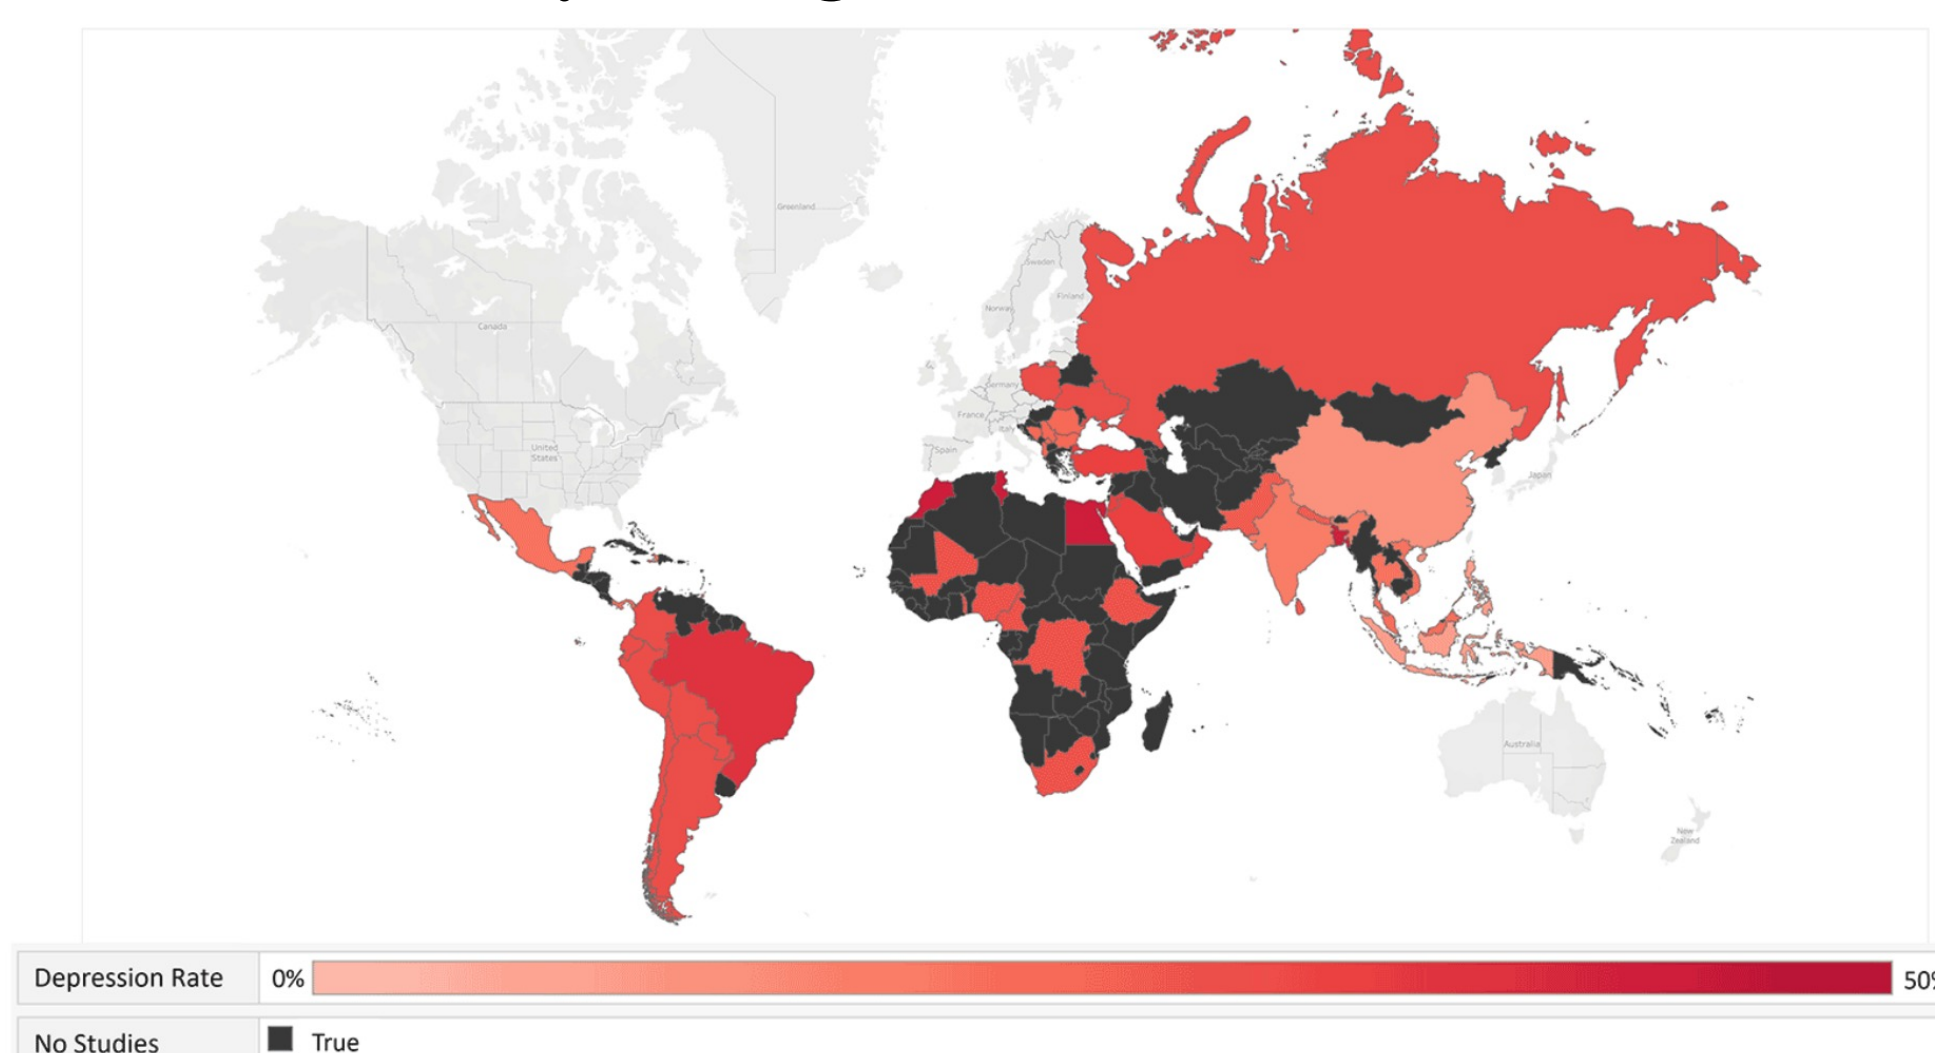 Greenland
Sweden
Finland
Norway
Canada
Germany
France
Italy
Spain
United
States
Japan
Australia
New
Zealand
Depression Rate
0%
No Studies
True